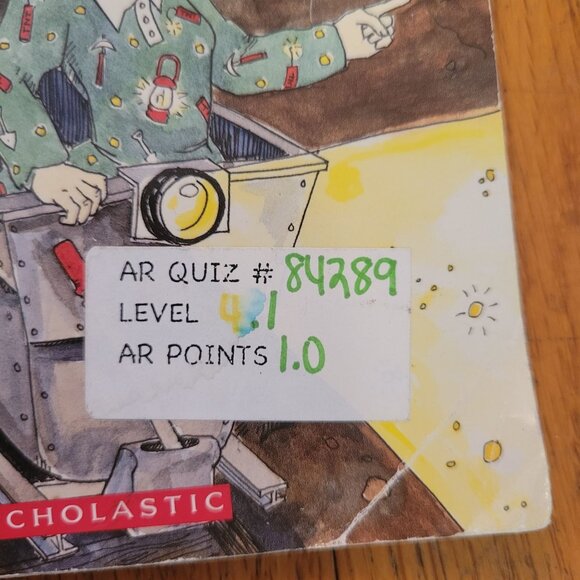 AR QUIZ # 84289
LEVEL 4.1
AR POINTS 1.0
CHOLASTIC